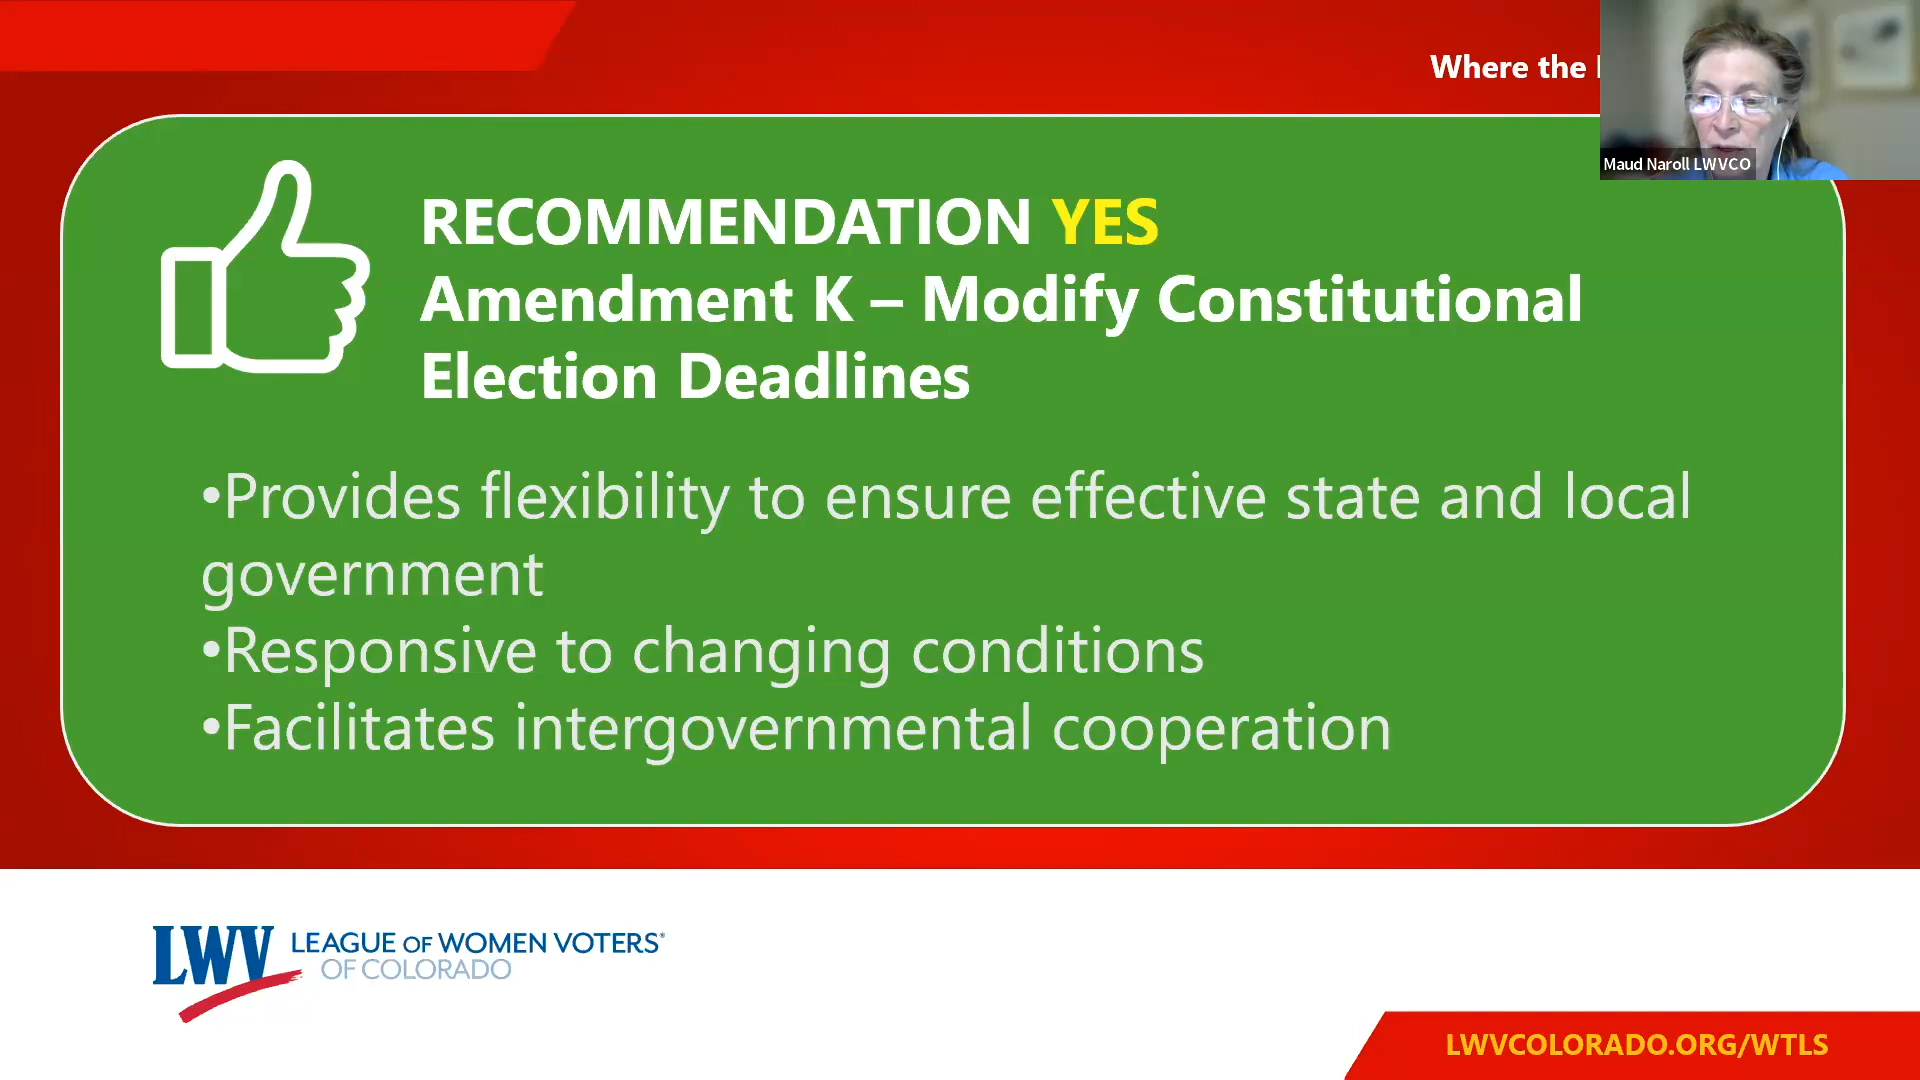 Where the
Maud Naroll LWVCO
RECOMMENDATION YES
Amendment K – Modify Constitutional
Election Deadlines
•Provides flexibility to ensure effective state and local
government
•Responsive to changing conditions
•Facilitates intergovernmental cooperation
LWV LEAGUE OF WOMEN VOTERS®
OF COLORADO
LWVCOLORADO.ORG/WTLS